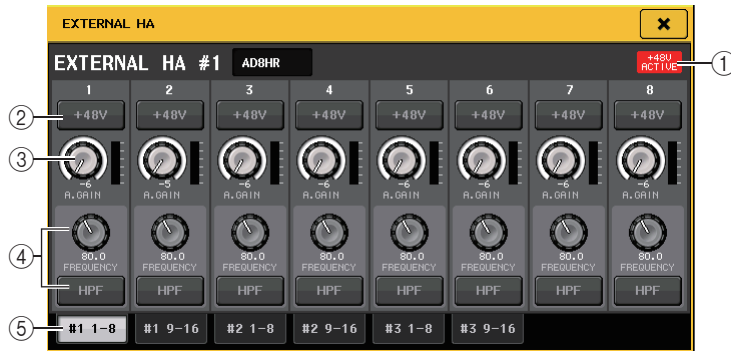 EXTERNAL HA
EXTERNAL HA #1 AD8HR +48V ACTIVE ①
1 2 3 4 5 6 7 8
② +48V +48V +48V +48V +48V +48V +48V +48V
③ -6 -5 -6 -6 -6 -6 -6 -6
A.GAIN A.GAIN A.GAIN A.GAIN A.GAIN A.GAIN A.GAIN A.GAIN
④ 80.0 80.0 80.0 80.0 80.0 80.0 80.0 80.0
FREQUENCY FREQUENCY FREQUENCY FREQUENCY FREQUENCY FREQUENCY FREQUENCY FREQUENCY
HPF HPF HPF HPF HPF HPF HPF HPF
⑤ #1 1-8 #1 9-16 #2 1-8 #2 9-16 #3 1-8 #3 9-16